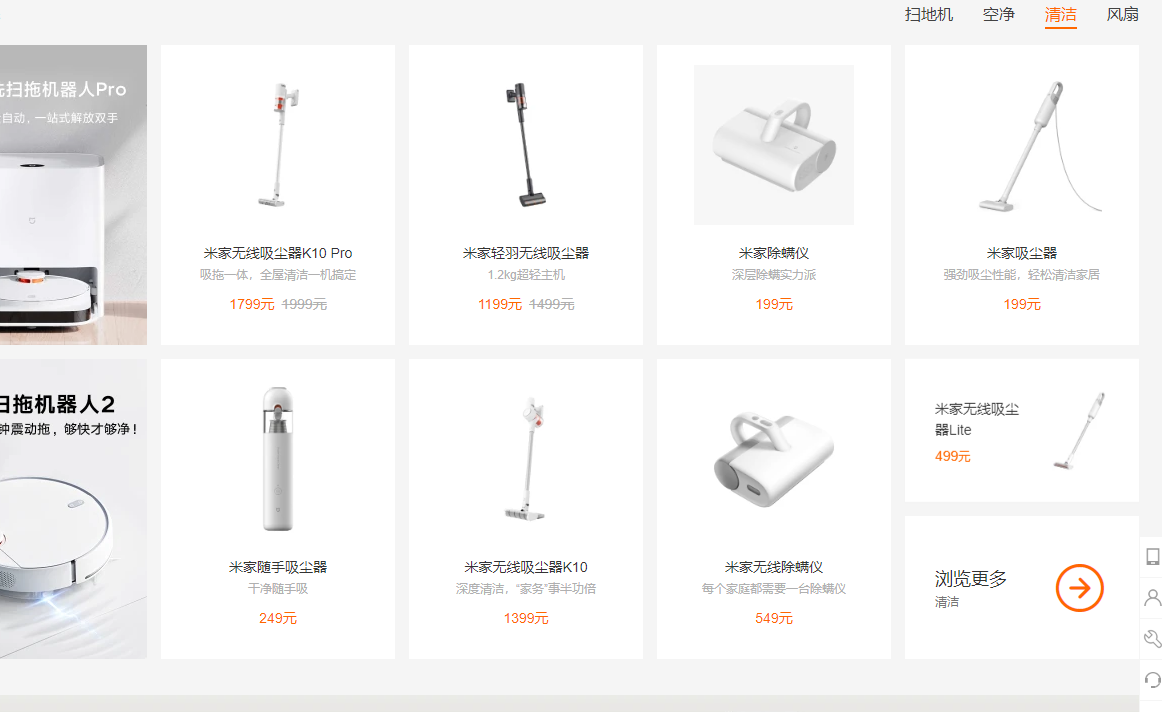 扫地机 空净 清洁 风扇
洗扫拖机器人Pro
自动，一站式解放双手
米家无线吸尘器K10 Pro
吸拖一体，全屋清洁一机搞定
1799元 1999元
米家轻羽无线吸尘器
1.2kg超轻主机
1199元 1499元
米家除螨仪
深层除螨实力派
199元
米家吸尘器
强劲吸尘性能，轻松清洁家居
199元
扫拖机器人2
钟震动拖，够快才够净！
米家随手吸尘器
干净随手吸
249元
米家无线吸尘器K10
深度清洁，“家务”事半功倍
1399元
米家无线除螨仪
每个家庭都需要一台除螨仪
549元
米家无线吸尘
器Lite
499元
浏览更多
清洁